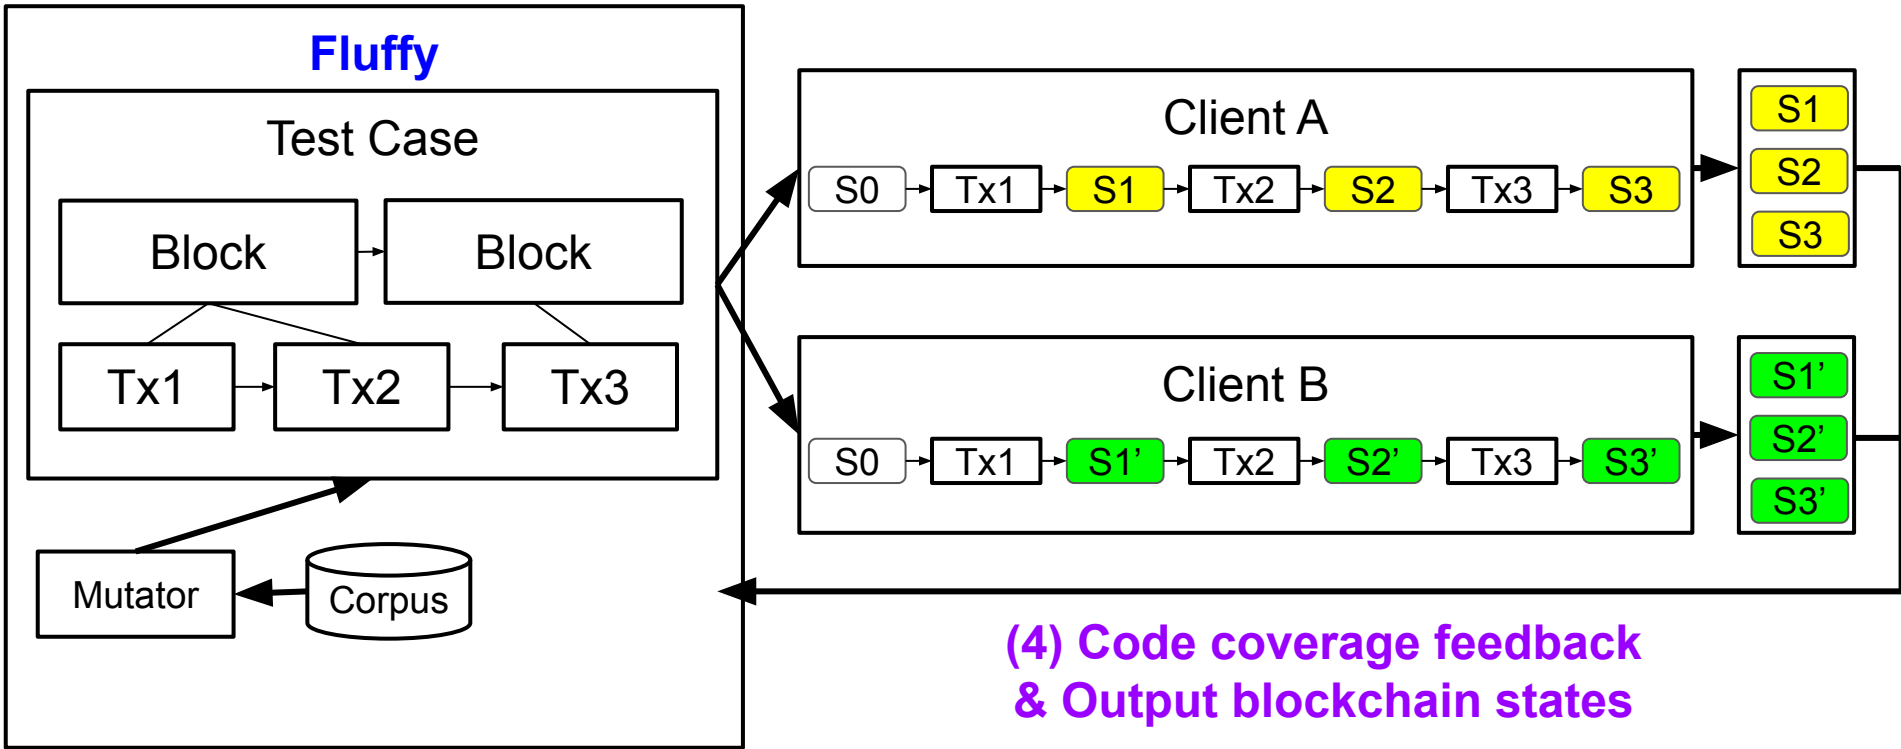 Fluffy
Test Case
Block
Block
Tx1
Tx2
Tx3
Mutator
Corpus
Client A
S0
Tx1
S1
Tx2
S2
Tx3
S3
S1
S2
S3
Client B
S0
Tx1
S1’
Tx2
S2’
Tx3
S3’
S1’
S2’
S3’
(4) Code coverage feedback
& Output blockchain states